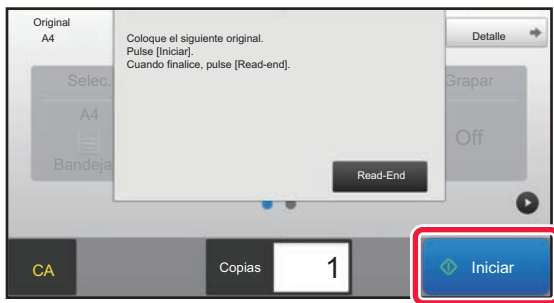 Original
A4
Coloque el siguiente original.
Pulse [Iniciar].
Cuando finalice, pulse [Read-end].
Detalle
Selec.
A4
Bandeja
Grapar
Off
Read-End
CA
Copias
1
Iniciar